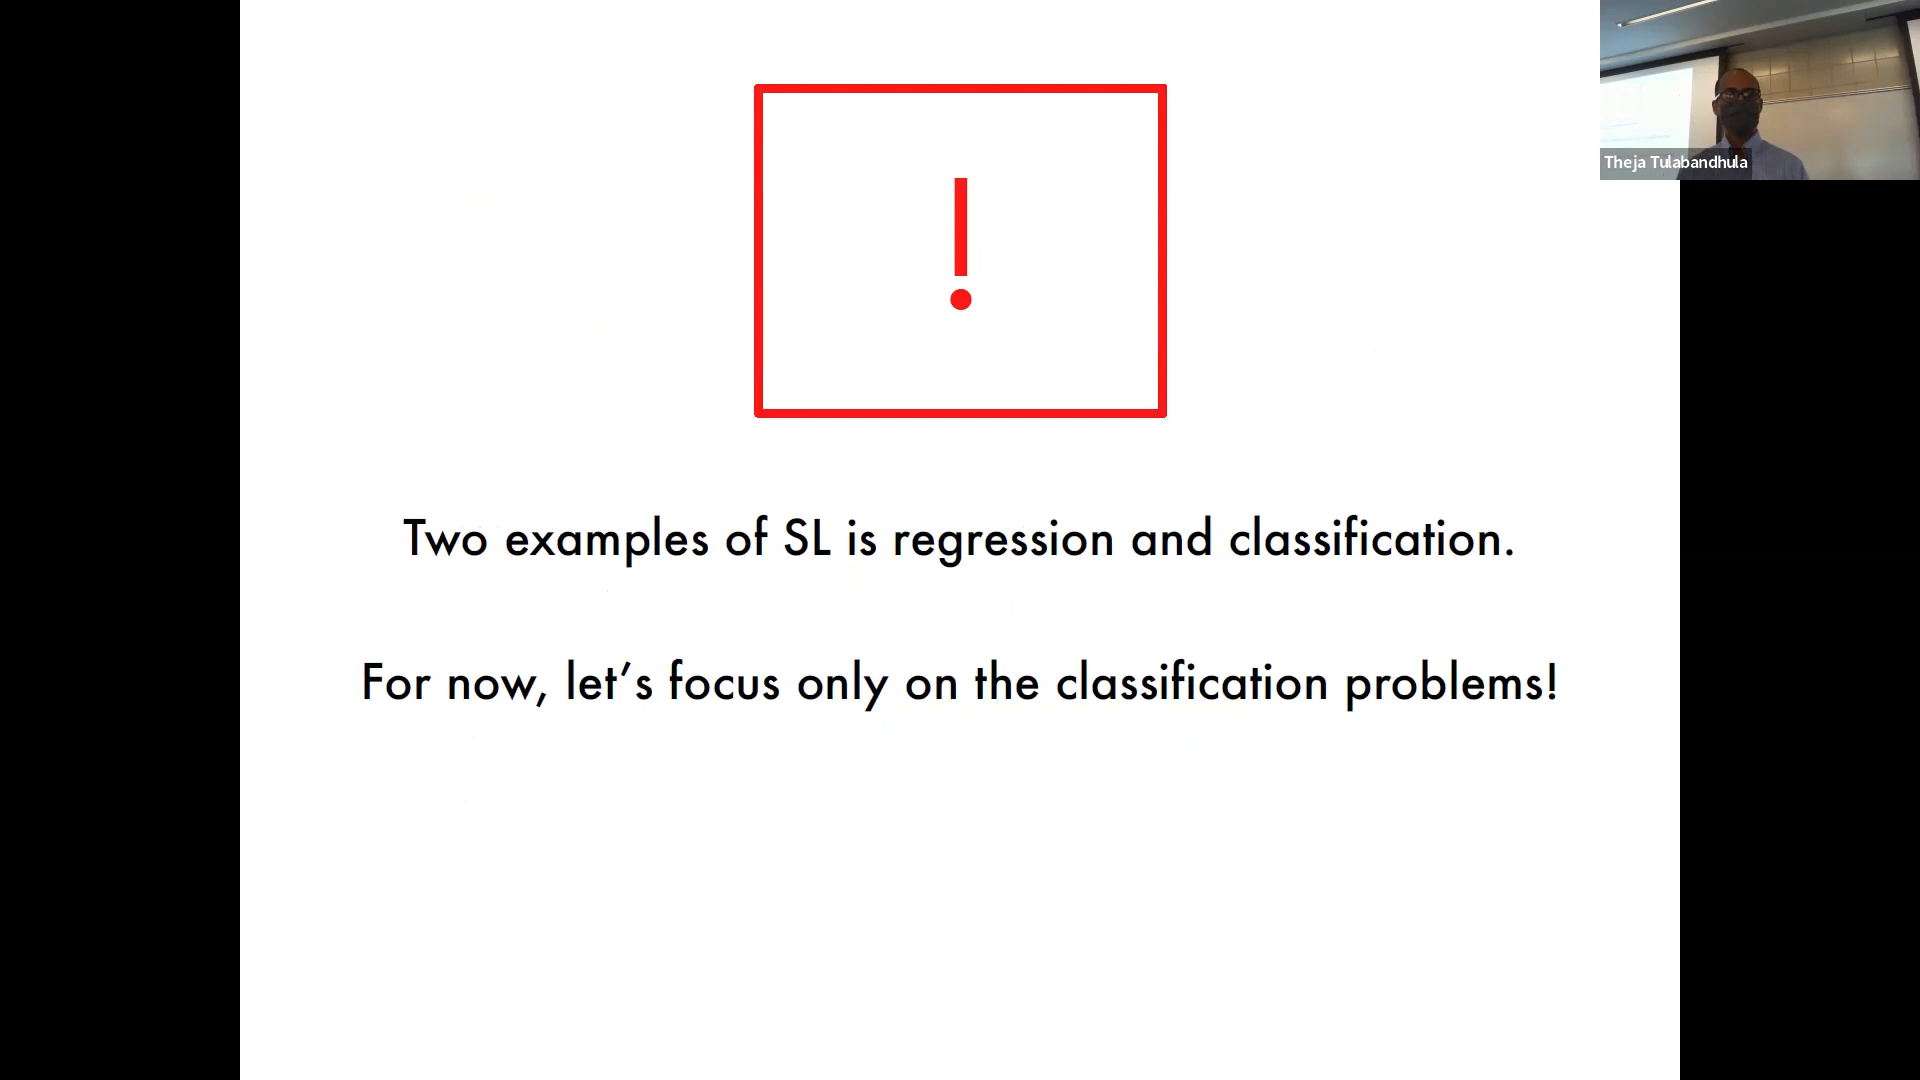 Theja Tulabandhula
!
Two examples of SL is regression and classification.
For now, let’s focus only on the classification problems!